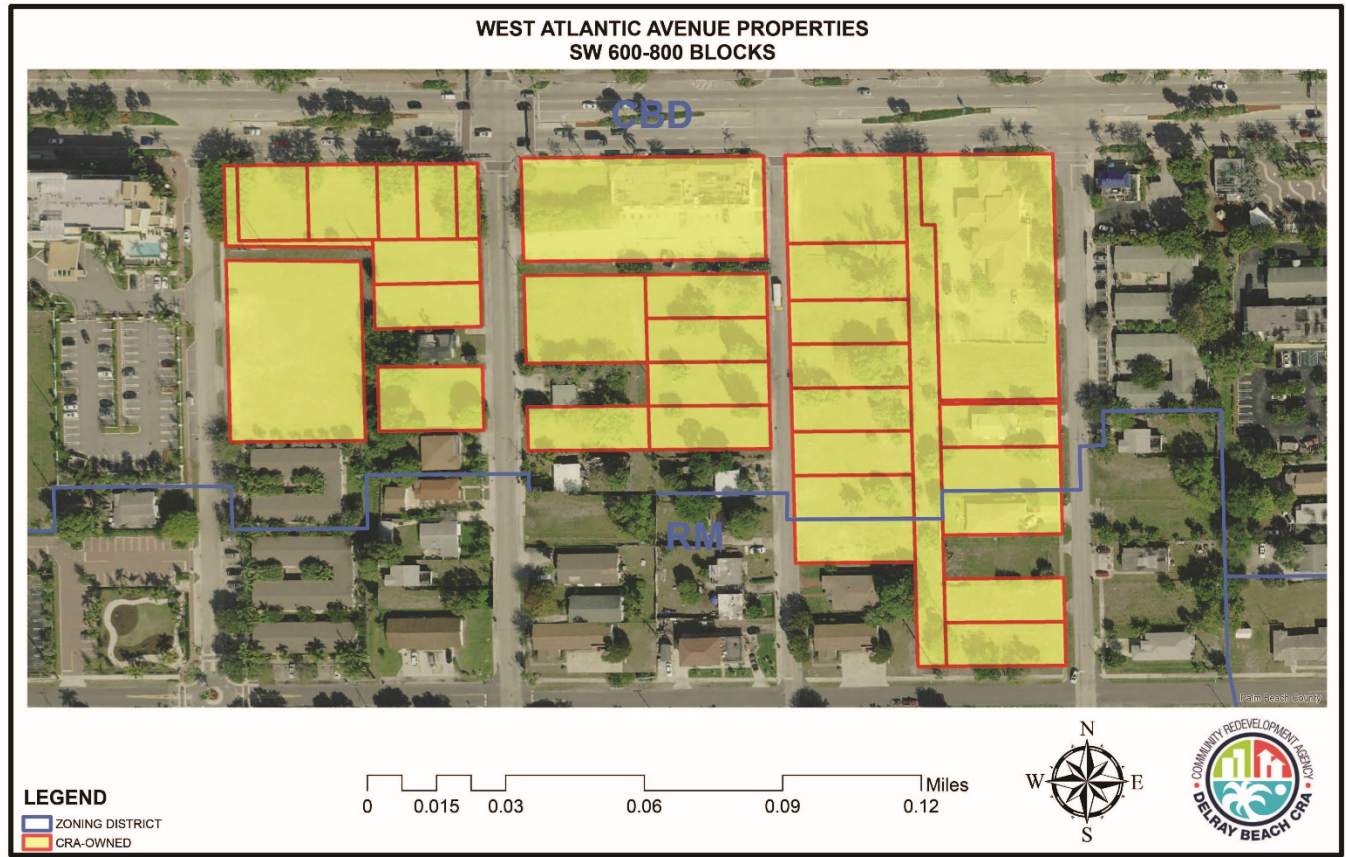 WEST ATLANTIC AVENUE PROPERTIES
SW 600-800 BLOCKS
CBD
RM
Palm Beach County
LEGEND
ZONING DISTRICT
CRA-OWNED
0 0.015 0.03 0.06 0.09 0.12
Miles
N
W E
S
COMMUNITY REDEVELOPMENT AGENCY
DELRAY BEACH CRA